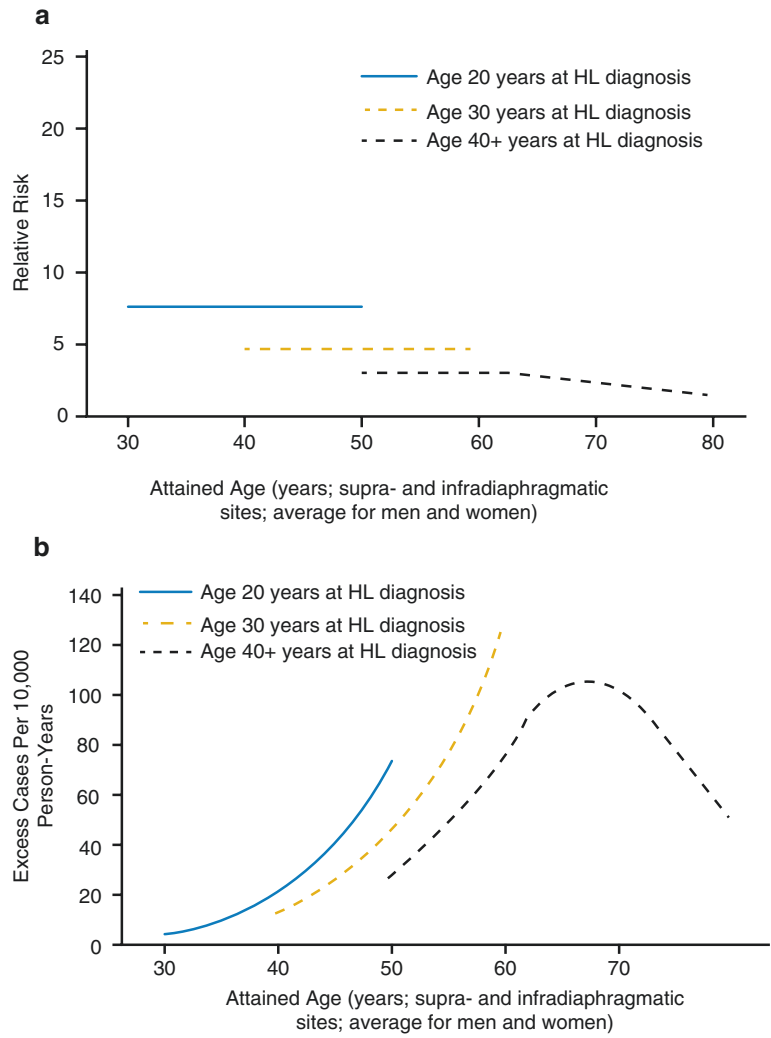 a
25
20
15
10
5
0
Relative Risk
Age 20 years at HL diagnosis
Age 30 years at HL diagnosis
Age 40+ years at HL diagnosis
30 40 50 60 70 80
Attained Age (years; supra- and infradiaphragmatic
sites; average for men and women)
b
140
120
100
80
60
40
20
0
Excess Cases Per 10,000
Person-Years
Age 20 years at HL diagnosis
Age 30 years at HL diagnosis
Age 40+ years at HL diagnosis
30 40 50 60 70
Attained Age (years; supra- and infradiaphragmatic
sites; average for men and women)